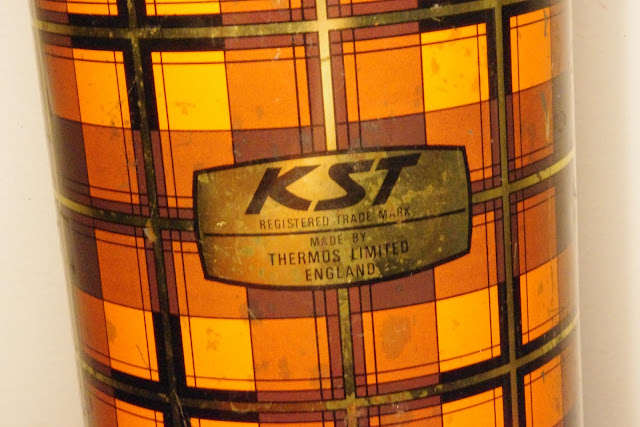 KST
REGISTERED TRADE MARK
MADE BY
THERMOS LIMITED
ENGLAND